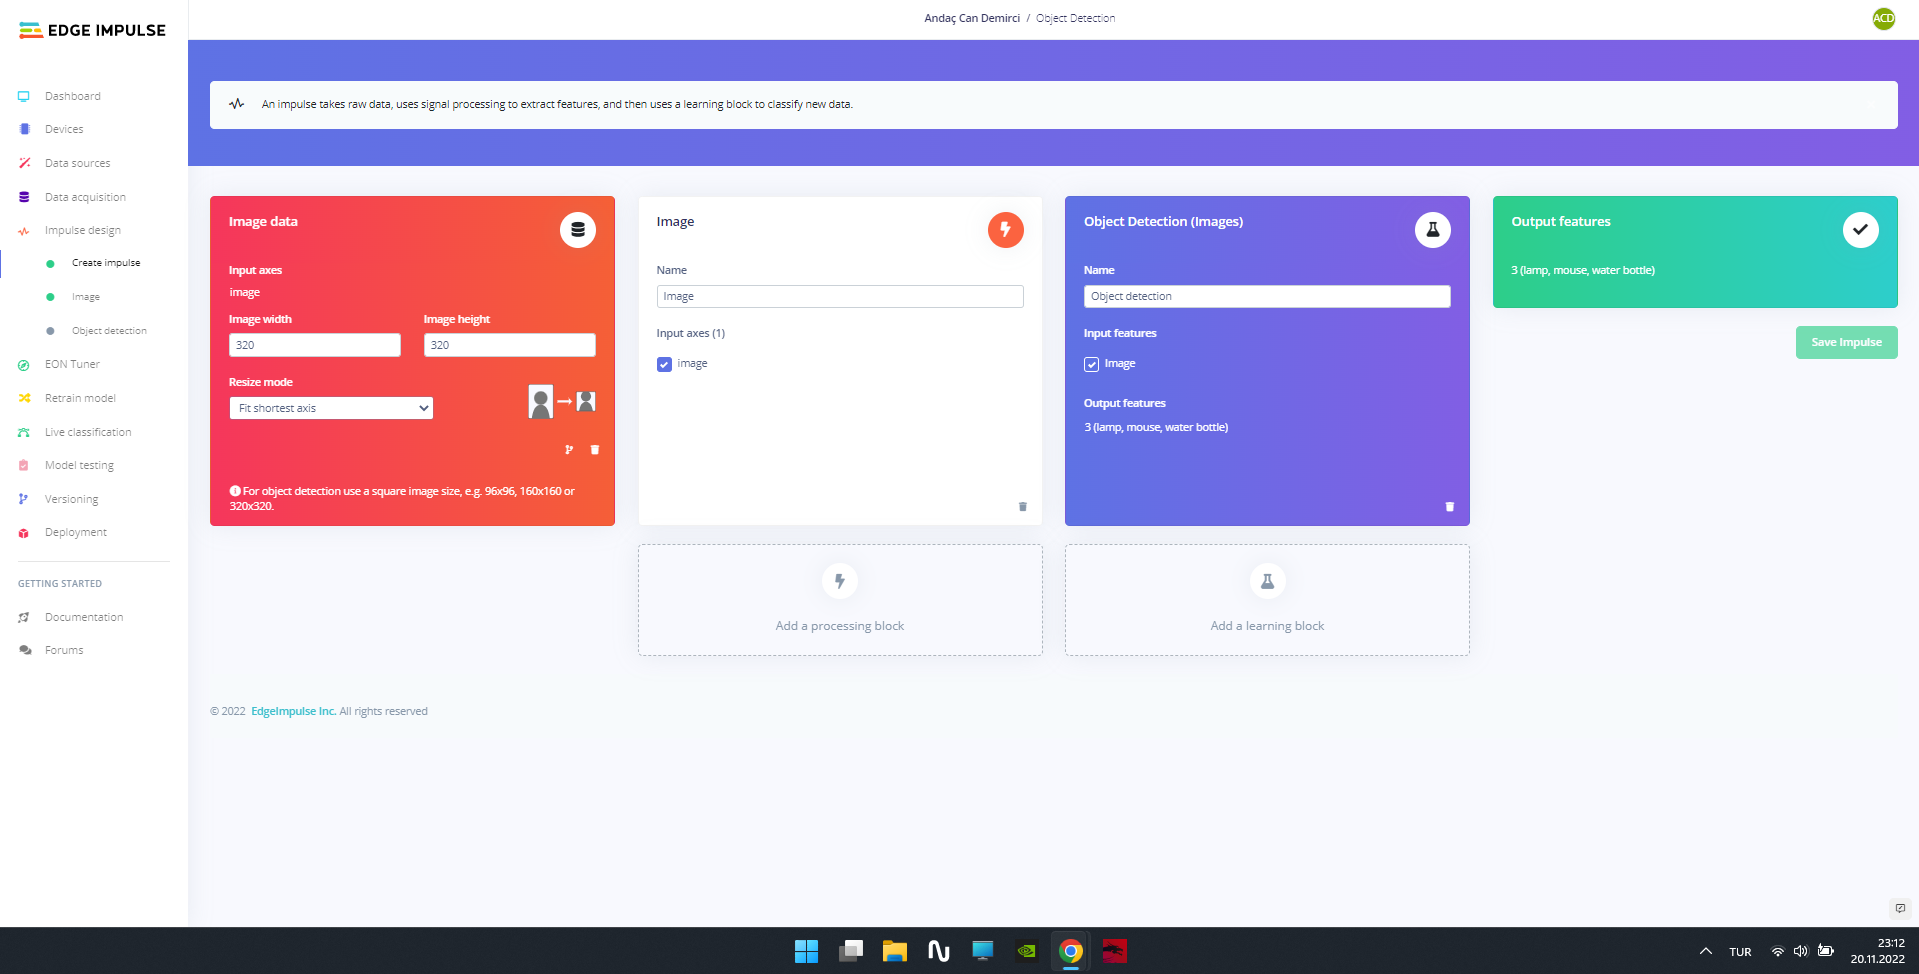 EDGE IMPULSE
Andaç Can Demirci / Object Detection
ACD
Dashboard
Devices
Data sources
Data acquisition
Impulse design
Create impulse
Image
Object detection
EON Tuner
Retrain model
Live classification
Model testing
Versioning
Deployment
GETTING STARTED
Documentation
Forums
An impulse takes raw data, uses signal processing to extract features, and then uses a learning block to classify new data.
Image data
Input axes
image
Image width
Image height
320
320
Resize mode
Fit shortest axis
For object detection use a square image size, e.g. 96x96, 160x160 or
320x320.
Image
Name
Image
Input axes (1)
image
Add a processing block
Object Detection (Images)
Name
Object detection
Input features
Image
Output features
3 (lamp, mouse, water bottle)
Add a learning block
Output features
3 (lamp, mouse, water bottle)
Save Impulse
© 2022 EdgeImpulse Inc. All rights reserved
TUR
23:12
20.11.2022